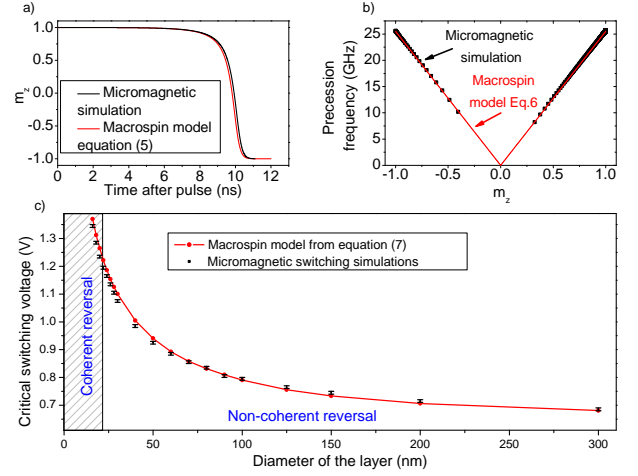 a)
1.0
0.5
0.0
-0.5
-1.0
m_z
Micromagnetic
simulation
Macrospin model
equation (5)
0 2 4 6 8 10 12
Time after pulse (ns)
b)
25
20
15
10
5
0
Precession
frequency (GHz)
Micromagnetic
simulation
Macrospin
model Eq.6
-1.0 -0.5 0.0 0.5 1.0
m_z
c)
1.3
1.2
1.1
1.0
0.9
0.8
0.7
Critical switching voltage (V)
Coherent reversal
Macrospin model from equation (7)
Micromagnetic switching simulations
Non-coherent reversal
0 50 100 150 200 250 300
Diameter of the layer (nm)